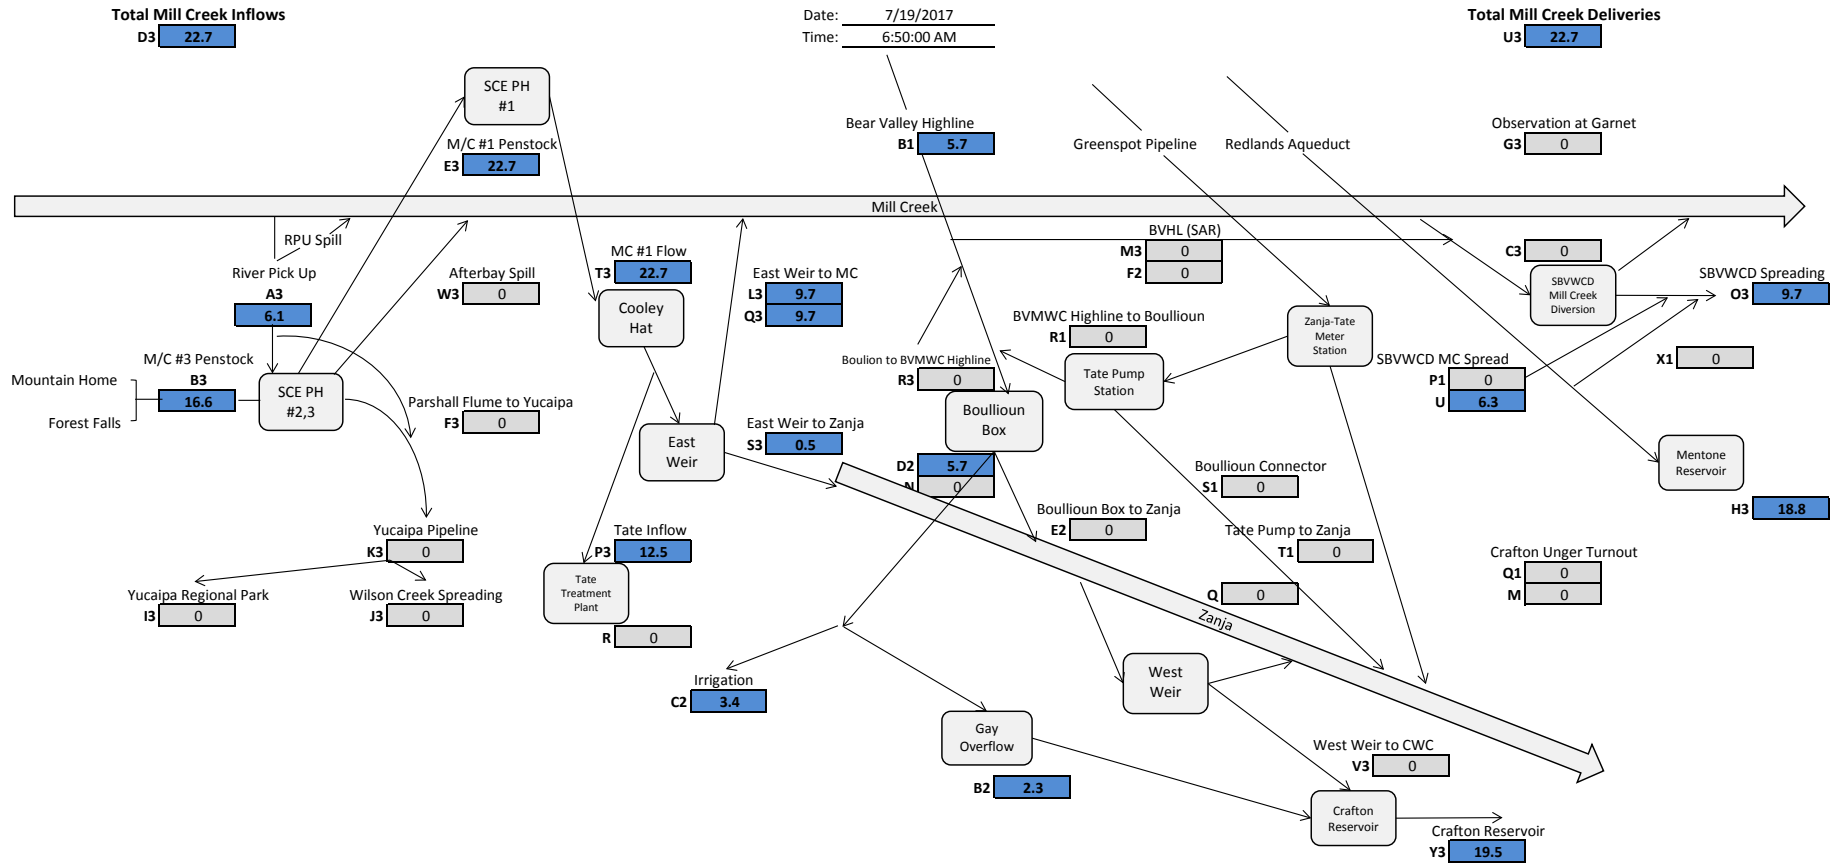 Total Mill Creek Inflows
D3 22.7
Date: 7/19/2017
Time: 6:50:00 AM
Total Mill Creek Deliveries
U3 22.7
SCE PH
#1
M/C #1 Penstock
E3 22.7
Bear Valley Highline
B1 5.7
Greenspot Pipeline
Redlands Aqueduct
Observation at Garnet
G3 0
Mill Creek
RPU Spill
River Pick Up
A3
6.1
Afterbay Spill
W3 0
MC #1 Flow
T3 22.7
Cooley
Hat
East Weir to MC
L3 9.7
Q3 9.7
BVHL (SAR)
M3 0
F2 0
C3 0
SBVWCD
Mill Creek
Diversion
SBVWCD Spreading
O3 9.7
BVMWC Highline to Boullioun
R1 0
Zanja-Tate
Meter
Station
M/C #3 Penstock
B3
16.6
Mountain Home
Forest Falls
SCE PH
#2,3
Boulion to BVMWC Highline
R3 0
Tate Pump
Station
SBVWCD MC Spread
P1 0
U 6.3
X1 0
Parshall Flume to Yucaipa
F3 0
East
Weir
East Weir to Zanja
S3 0.5
Boullioun
Box
D2 5.7
N 0
Boullioun Connector
S1 0
Mentone
Reservoir
H3 18.8
Boullioun Box to Zanja
E2 0
Tate Pump to Zanja
T1 0
Yucaipa Pipeline
K3 0
Tate Inflow
P3 12.5
Tate
Treatment
Plant
R 0
Crafton Unger Turnout
Q1 0
M 0
Yucaipa Regional Park
I3 0
Wilson Creek Spreading
J3 0
Q 0
Zanja
Irrigation
C2 3.4
West
Weir
Gay
Overflow
B2 2.3
West Weir to CWC
V3 0
Crafton
Reservoir
Crafton Reservoir
Y3 19.5